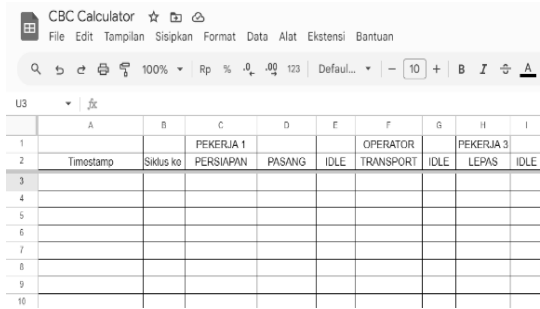 CBC Calculator
File Edit Tampilan Sisipkan Format Data Alat Ekstensi Bantuan
100% Rp % .0 .00 123 Defaul... − 10 + B I A
U3 fx
A B C D E F G H I
1 PEKERJA 1 OPERATOR PEKERJA 3
2 Timestamp Siklus ke PERSIAPAN PASANG IDLE TRANSPORT IDLE LEPAS IDLE
3
4
5
6
7
8
9
10